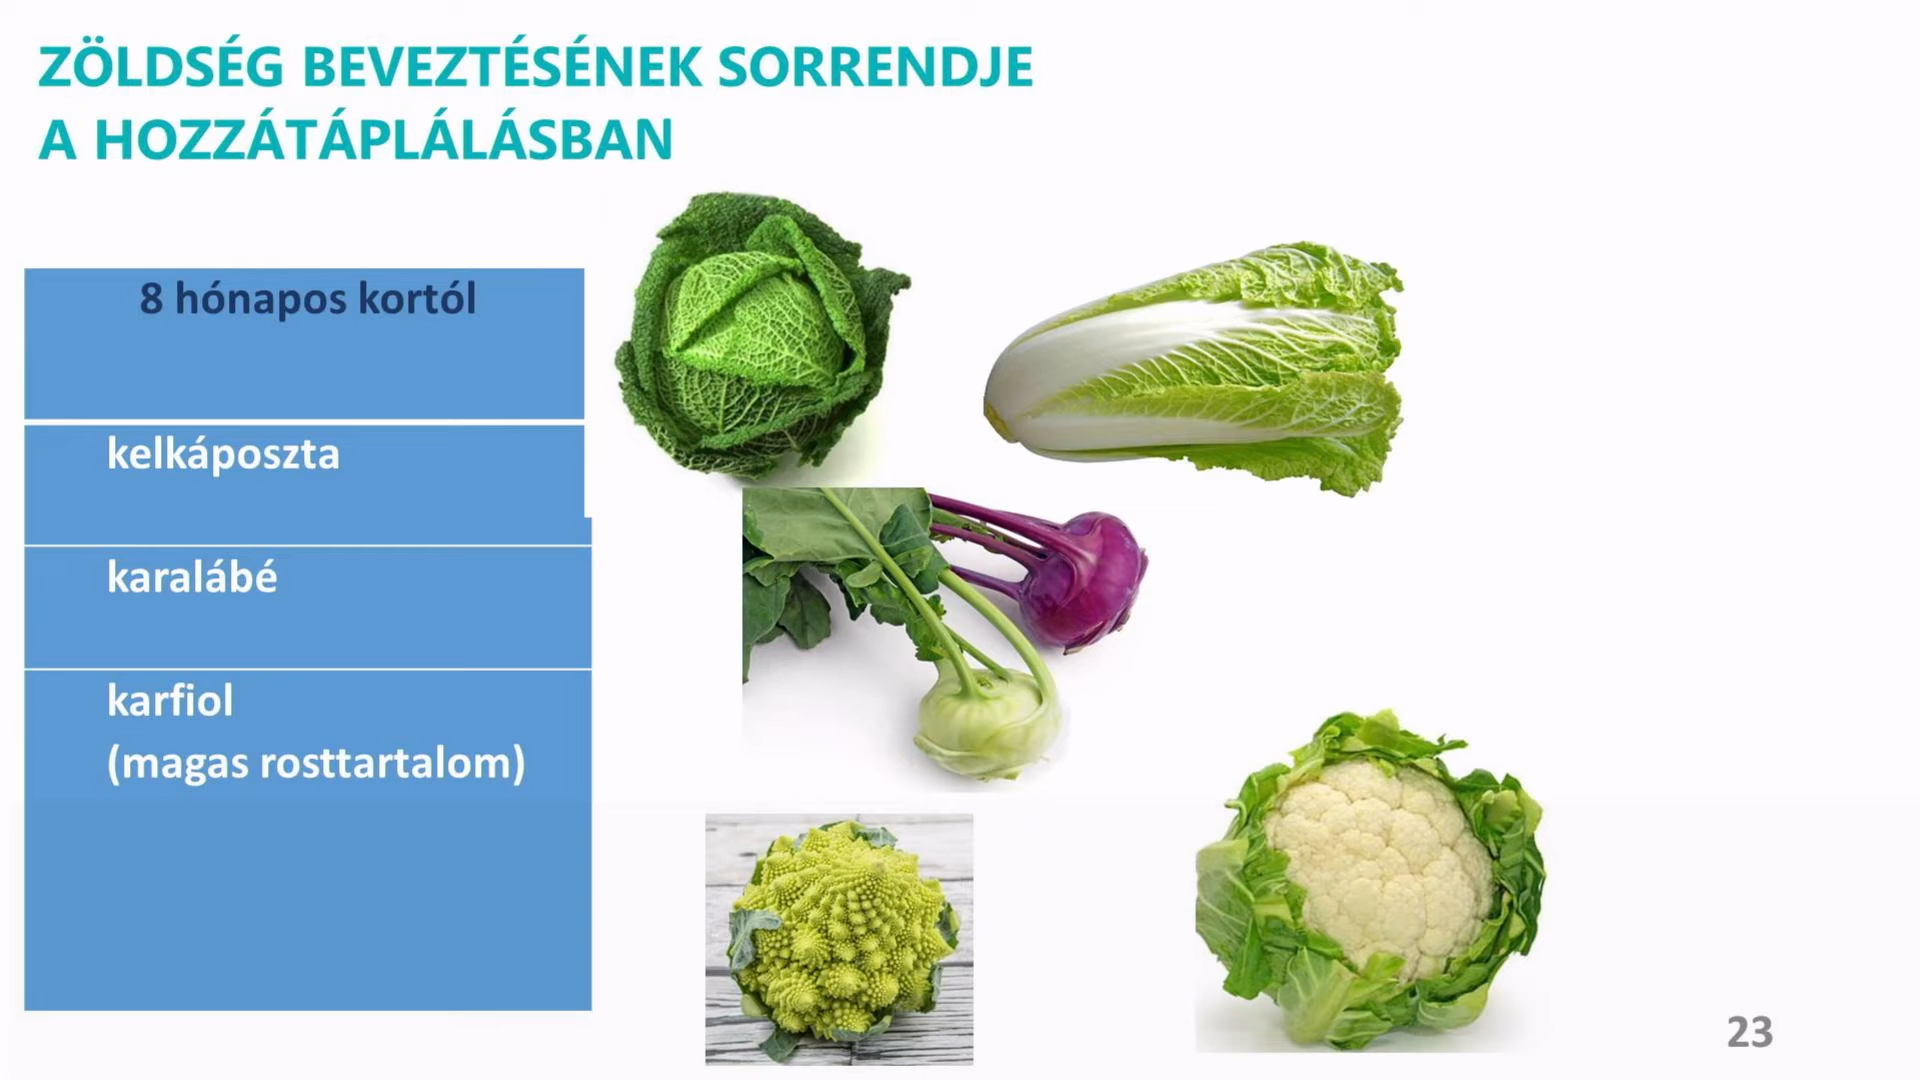 ZÖLDSÉG BEVEZTÉSÉNEK SORRENDJE
A HOZZÁTÁPLÁLÁSBAN
8 hónapos kortól
kelkáposzta
karalábé
karfiol
(magas rosttartalom)
23